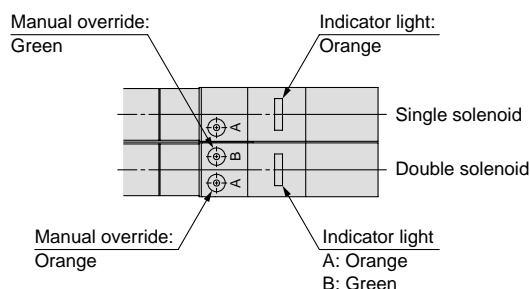 Manual override:
Green
Indicator light:
Orange
A
Single solenoid
B
A
Double solenoid
Manual override:
Orange
Indicator light
A: Orange
B: Green